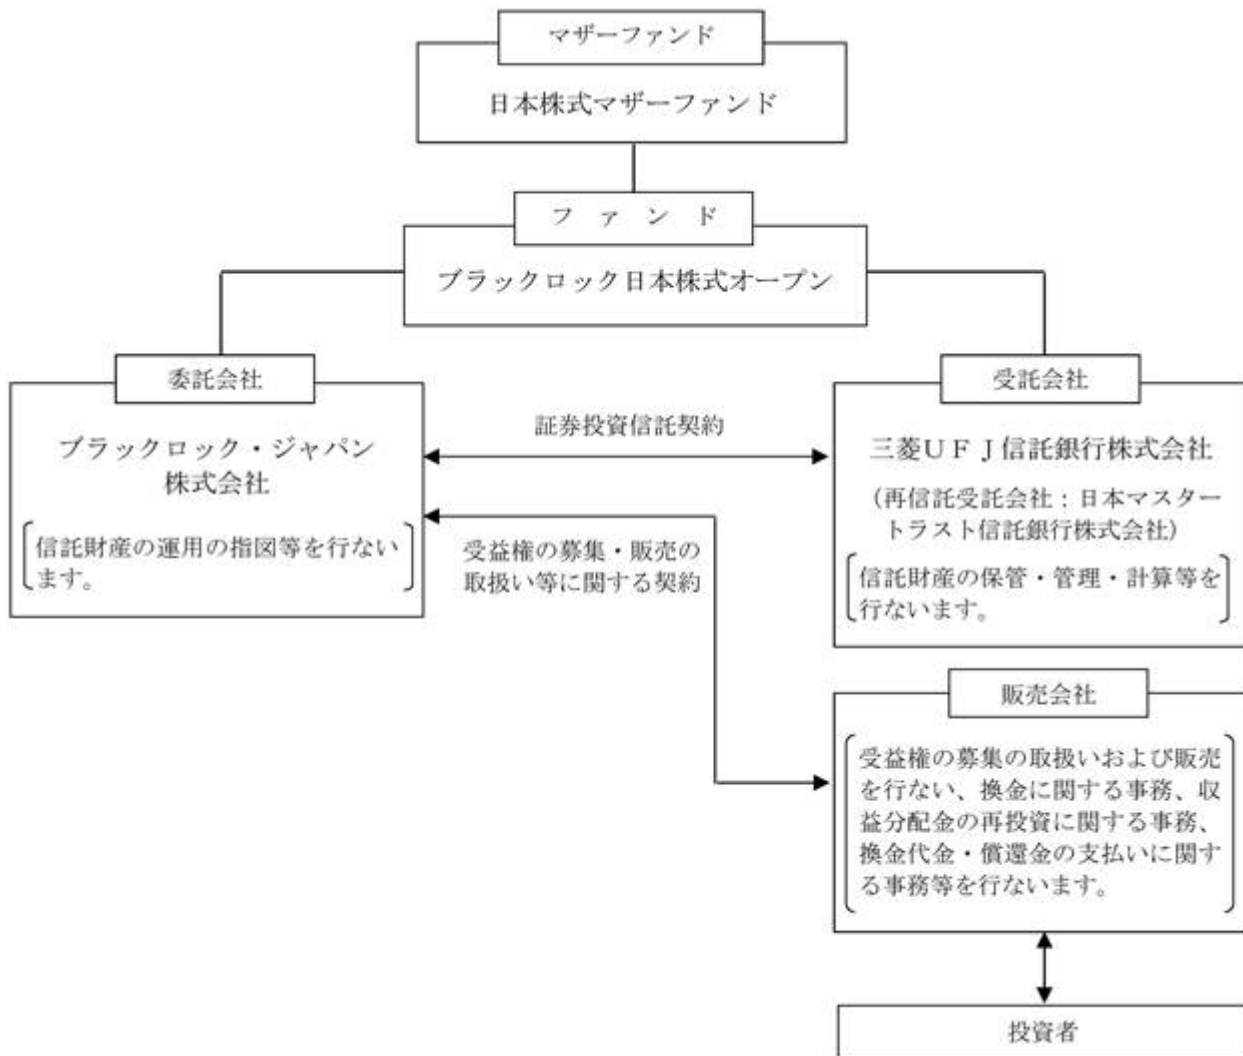 マザーファンド
日本株式マザーファンド
ファンド
ブラックロック日本株式オープン
委託会社
ブラックロック・ジャパン
株式会社
信託財産の運用の指図等を行ない
ます。
証券投資信託契約
受益権の募集・販売の
取扱い等に関する契約
受託会社
三菱UFJ信託銀行株式会社
(再信託受託会社:日本マスター
トラスト信託銀行株式会社)
信託財産の保管・管理・計算等を
行ないます。
販売会社
受益権の募集の取扱いおよび販売
を行ない、換金に関する事務、収
益分配金の再投資に関する事務、
換金代金・償還金の支払いに関す
る事務等を行ないます。
投資者